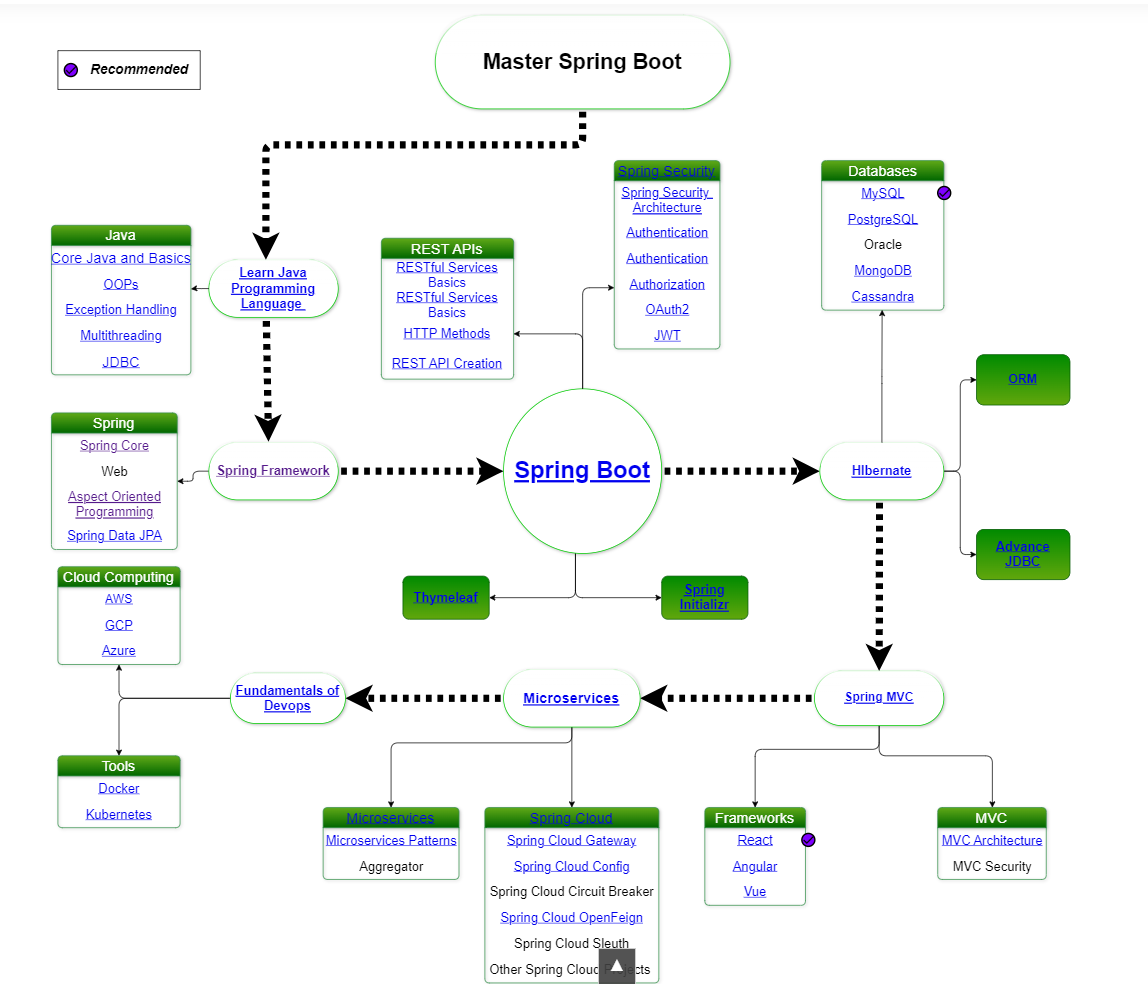 Master Spring Boot
Recommended
Spring Security
Spring Security
Architecture
Authentication
Authentication
Authorization
OAuth2
JWT
Databases
MySQL
PostgreSQL
Oracle
MongoDB
Cassandra
Java
Core Java and Basics
OOPs
Exception Handling
Multithreading
JDBC
Learn Java
Programming
Language
REST APIs
RESTful Services
Basics
RESTful Services
Basics
HTTP Methods
REST API Creation
ORM
Spring
Spring Core
Web
Aspect Oriented
Programming
Spring Data JPA
Spring Framework
Spring Boot
HIbernate
Advance
JDBC
Cloud Computing
AWS
GCP
Azure
Thymeleaf
Spring
Initializr
Fundamentals of
Devops
Microservices
Spring MVC
Tools
Docker
Kubernetes
Microservices
Microservices Patterns
Aggregator
Spring Cloud
Spring Cloud Gateway
Spring Cloud Config
Spring Cloud Circuit Breaker
Spring Cloud OpenFeign
Spring Cloud Sleuth
Other Spring Cloud
Frameworks
React
Angular
Vue
MVC
MVC Architecture
MVC Security